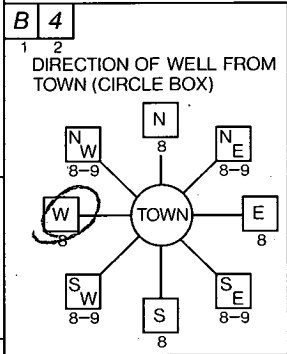 B 4
1 2
DIRECTION OF WELL FROM
TOWN (CIRCLE BOX)
N
8
N W
8-9
N E
8-9
W
8
TOWN
E
8
S W
8-9
S
8
S E
8-9